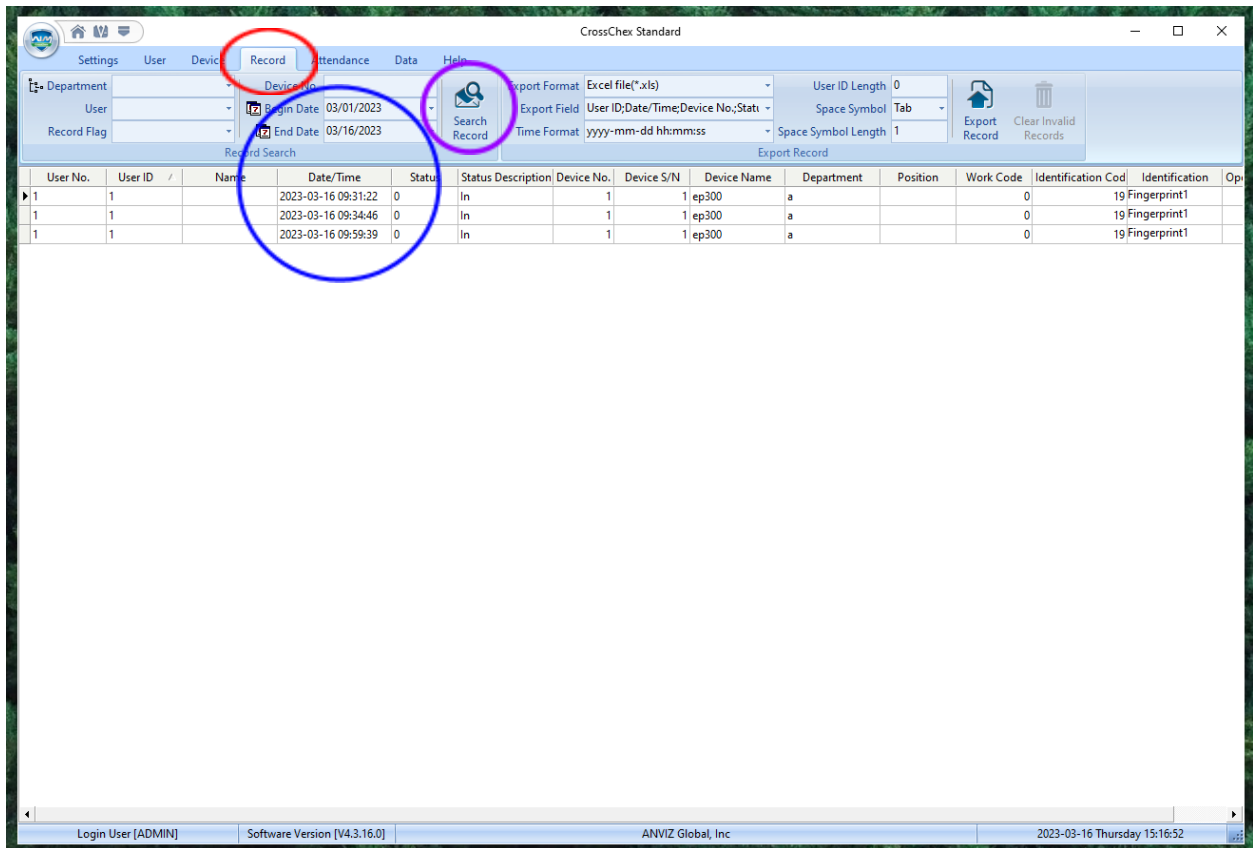 CrossChex Standard
Settings User Device Record Attendance Data Help
Department Device No. Export Format Excel file(*.xls) User ID Length 0
User Begin Date 03/01/2023 Export Field User ID;Date/Time;Device No.;Statu Space Symbol Tab
Record Flag End Date 03/16/2023 Time Format yyyy-mm-dd hh:mm:ss Space Symbol Length 1
Search Record
Export Record
Clear Invalid Records
Record Search Export Record
User No. User ID Name Date/Time Status Status Description Device No. Device S/N Device Name Department Position Work Code Identification Cod Identification Op
1 1 2023-03-16 09:31:22 0 In 1 1 ep300 a 0 19 Fingerprint1
1 1 2023-03-16 09:34:46 0 In 1 1 ep300 a 0 19 Fingerprint1
1 1 2023-03-16 09:59:39 0 In 1 1 ep300 a 0 19 Fingerprint1
Login User [ADMIN] Software Version [V4.3.16.0] ANVIZ Global, Inc 2023-03-16 Thursday 15:16:52